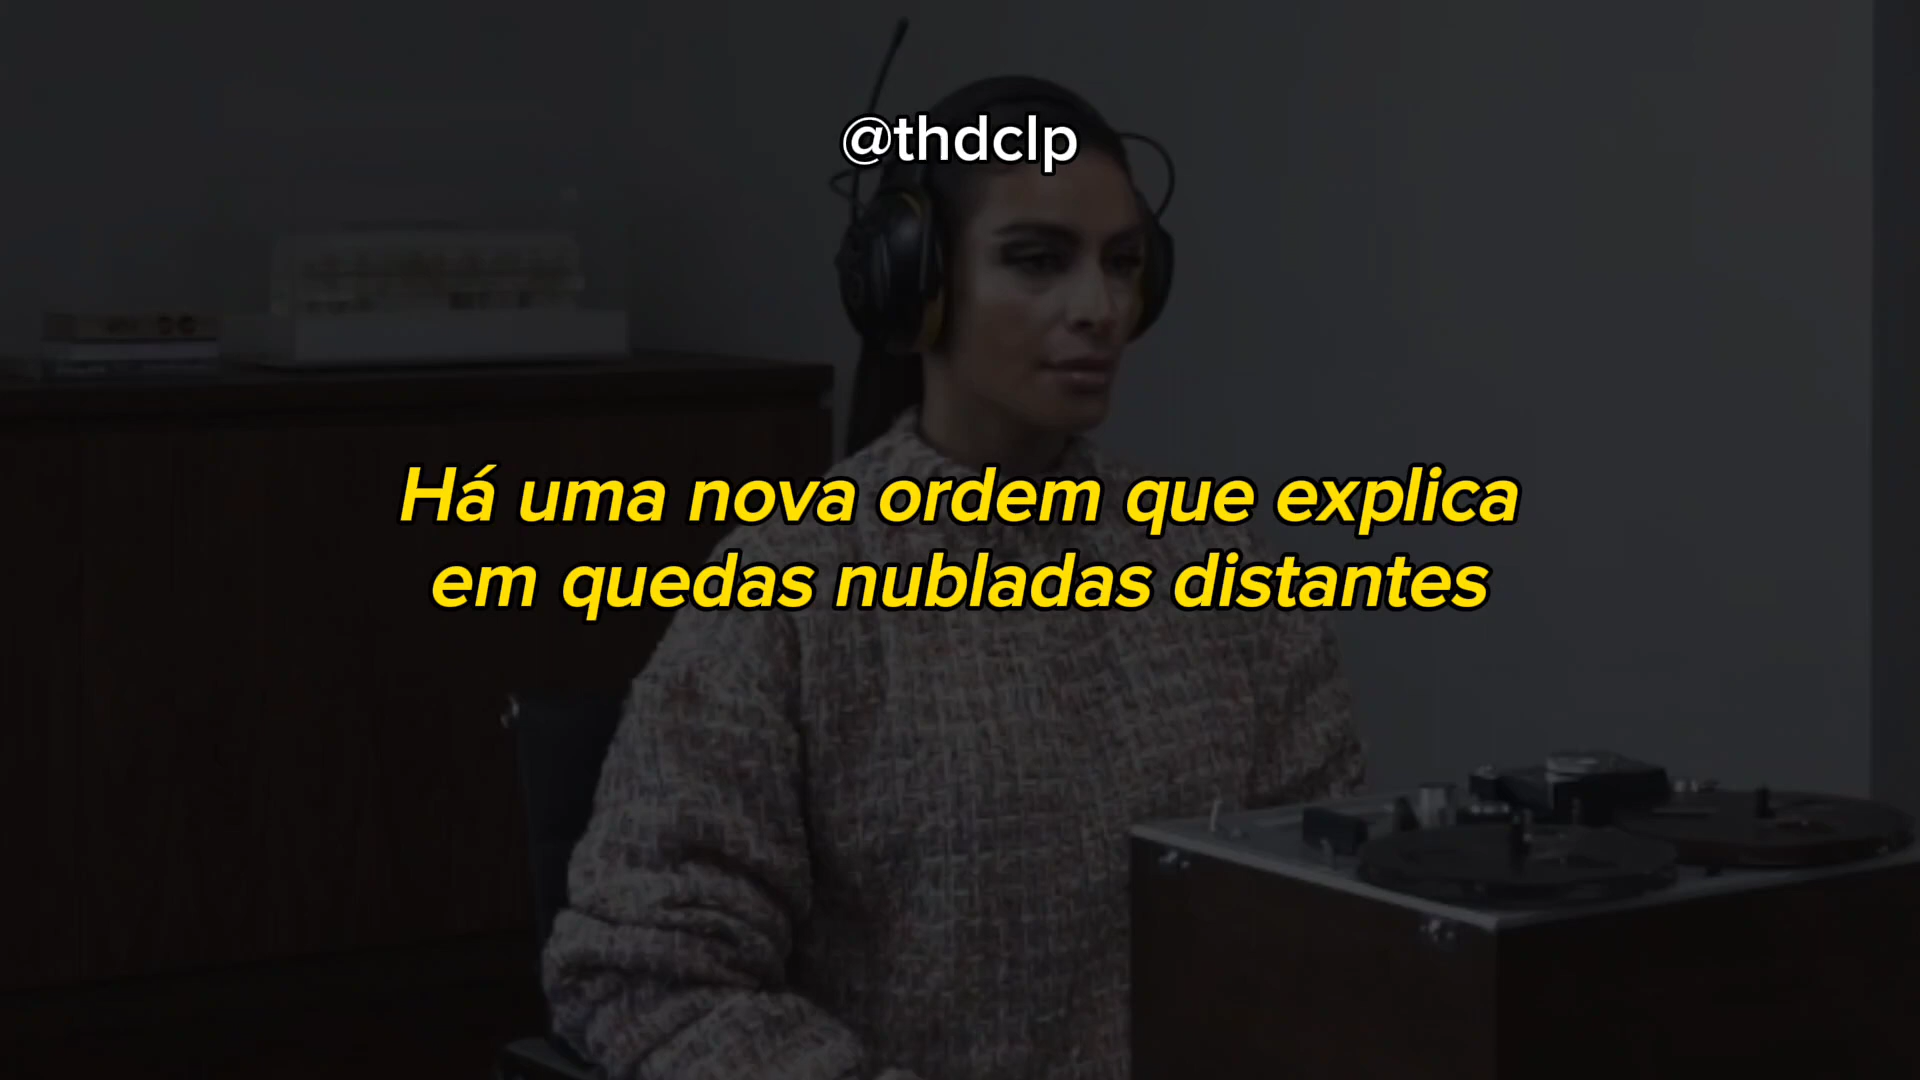 @thdclp
Há uma nova ordem que explica
em quedas nubladas distantes